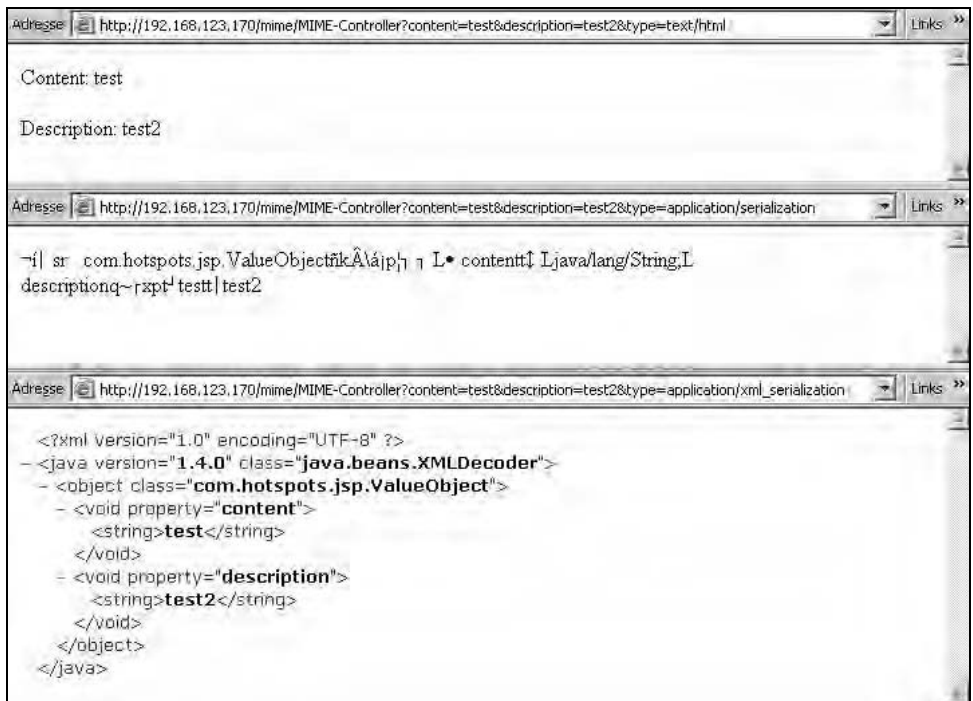 Adresse http://192.168.123.170/mime/MIME-Controller?content=test&description=test2&type=text/html Links »
Content: test
Description: test2
Adresse http://192.168.123.170/mime/MIME-Controller?content=test&description=test2&type=application/serialization Links »
¬í| sr com.hotspots.jsp.ValueObjectñkÂ\á¡p¦┐ ┐ L• contentt‡ Ljava/lang/String;L
descriptionq~┌xpt┘testt|test2
Adresse http://192.168.123.170/mime/MIME-Controller?content=test&description=test2&type=application/xml_serialization Links »
<?xml version="1.0" encoding="UTF-8" ?>
– <java version="1.4.0" class="java.beans.XMLDecoder">
– <object class="com.hotspots.jsp.ValueObject">
– <void property="content">
<string>test</string>
</void>
– <void property="description">
<string>test2</string>
</void>
</object>
</java>